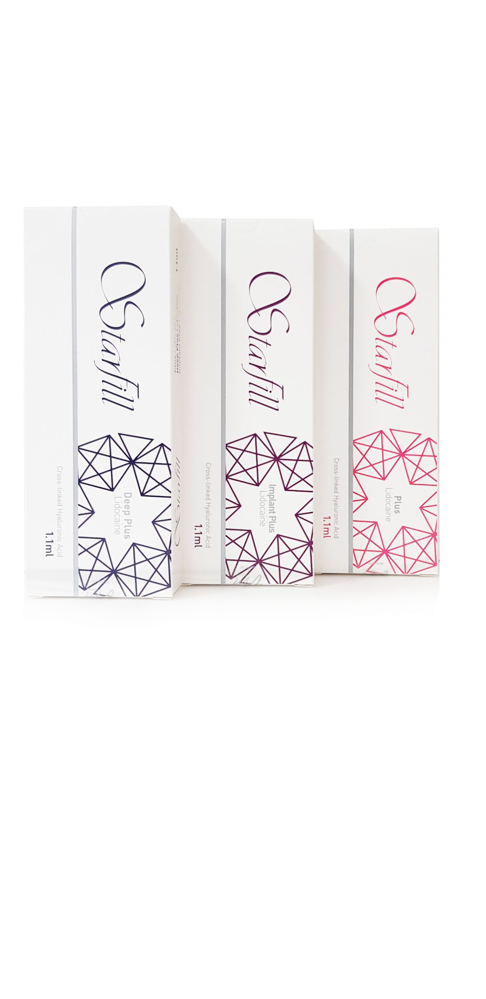 Starfill
Deep Plus
Lidocaine
Cross-linked Hyaluronic Acid
1.1ml
Starfill
Implant Plus
Lidocaine
Cross-linked Hyaluronic Acid
1.1ml
Starfill
Plus
Lidocaine
Cross-linked Hyaluronic Acid
1.1ml